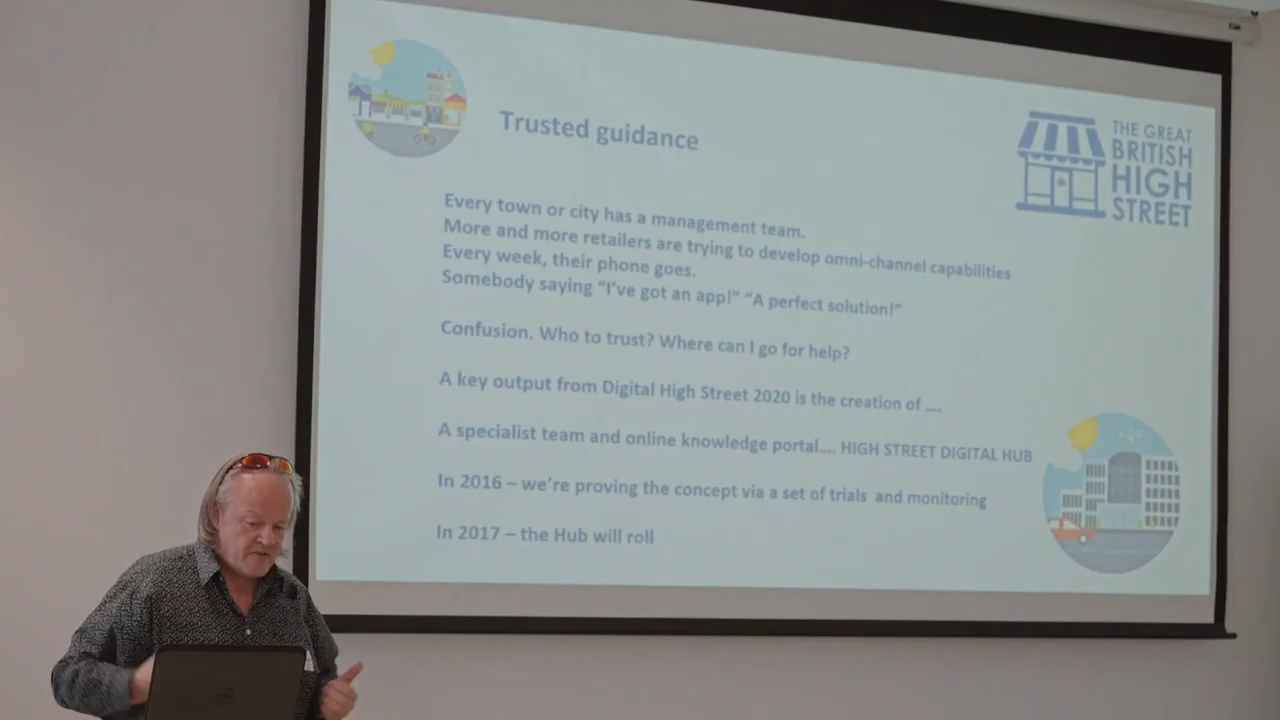 Trusted guidance
THE GREAT
BRITISH
HIGH
STREET
Every town or city has a management team.
More and more retailers are trying to develop omni-channel capabilities
Every week, their phone goes.
Somebody saying “I’ve got an app!” “A perfect solution!”
Confusion. Who to trust? Where can I go for help?
A key output from Digital High Street 2020 is the creation of ....
A specialist team and online knowledge portal.... HIGH STREET DIGITAL HUB
In 2016 – we’re proving the concept via a set of trials and monitoring
In 2017 – the Hub will roll